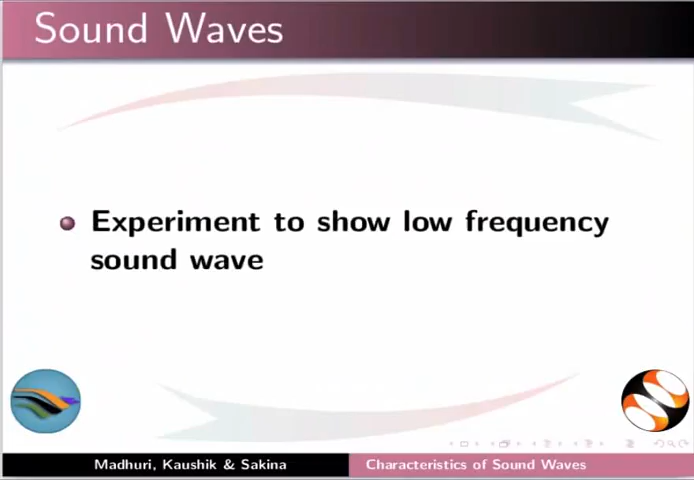 Sound Waves
Experiment to show low frequency
sound wave
Madhuri, Kaushik & Sakina
Characteristics of Sound Waves